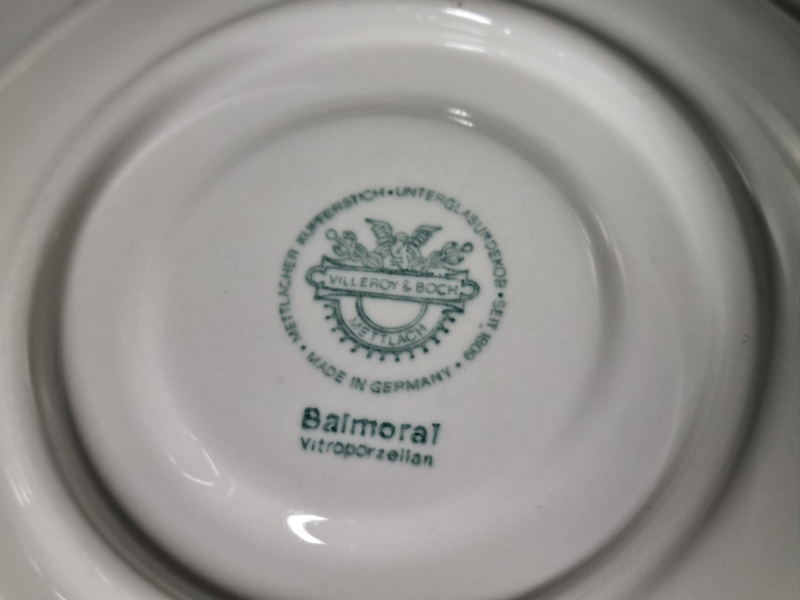 METTLACHER KUPFERSTICH • UNTERGLASURDEKOR • SEIT 1809 •
VILLEROY & BOCH
METTLACH
MADE IN GERMANY
Balmoral
Vitroporzellan